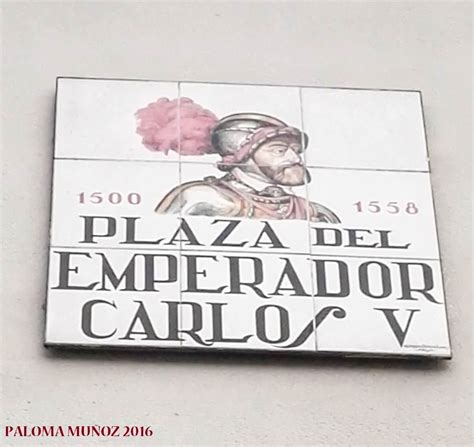 1500 1558
PLAZA DEL
EMPERADOR
CARLOS V
PALOMA MUÑOZ 2016